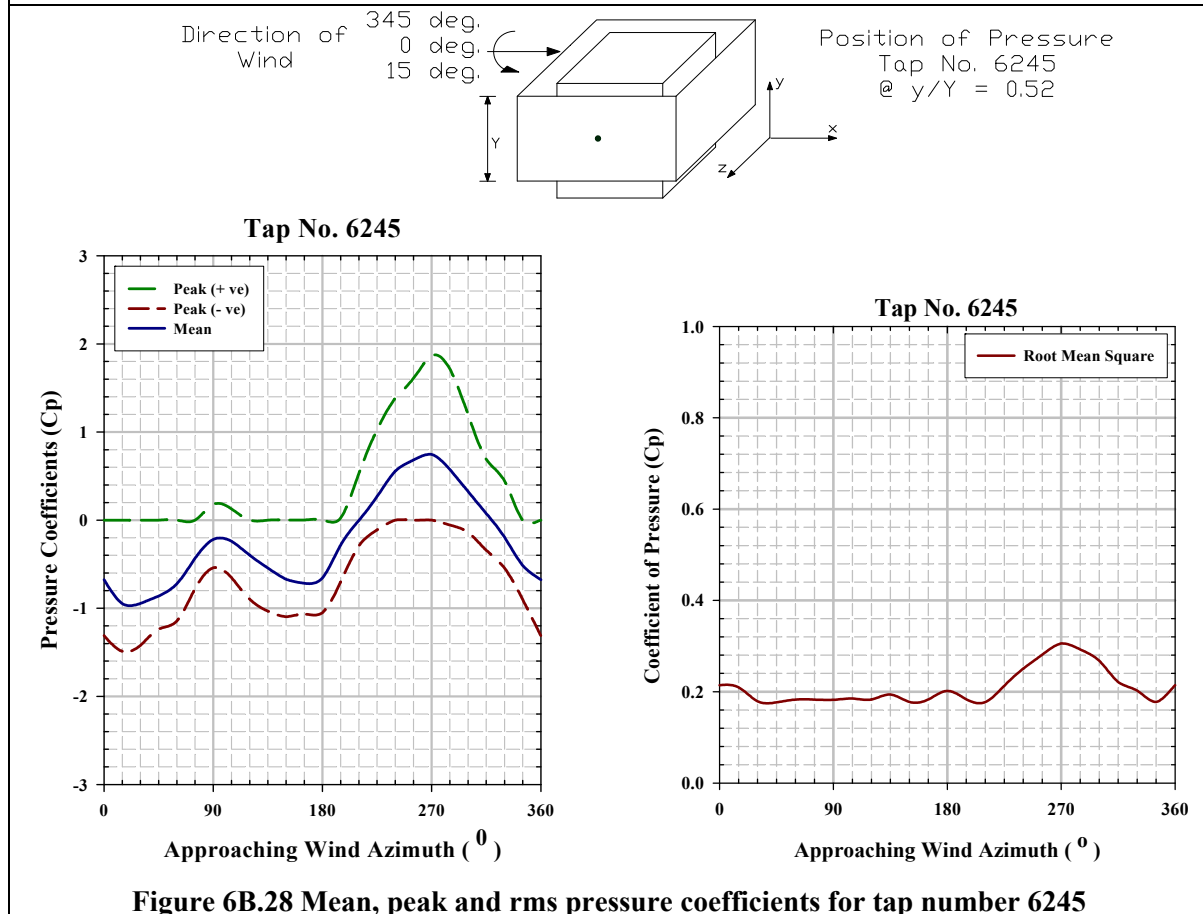 Direction of Wind
345 deg.
0 deg.
15 deg.
Position of Pressure
Tap No. 6245
@ y/Y = 0.52
Y
y
x
z
Tap No. 6245
Peak (+ ve)
Peak (- ve)
Mean
Pressure Coefficients (Cp)
3
2
1
0
-1
-2
-3
0 90 180 270 360
Approaching Wind Azimuth ( 0 )
Tap No. 6245
Root Mean Square
Coefficient of Pressure (Cp)
1.0
0.8
0.6
0.4
0.2
0.0
0 90 180 270 360
Approaching Wind Azimuth ( o )
Figure 6B.28 Mean, peak and rms pressure coefficients for tap number 6245